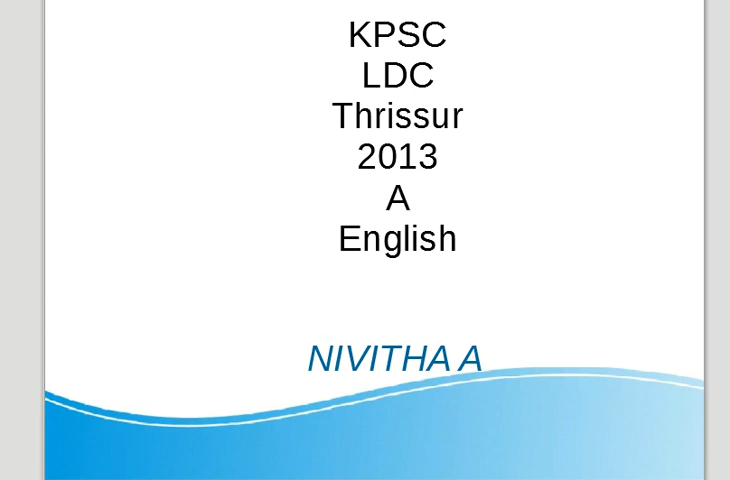 KPSC
LDC
Thrissur
2013
A
English
NIVITHA A